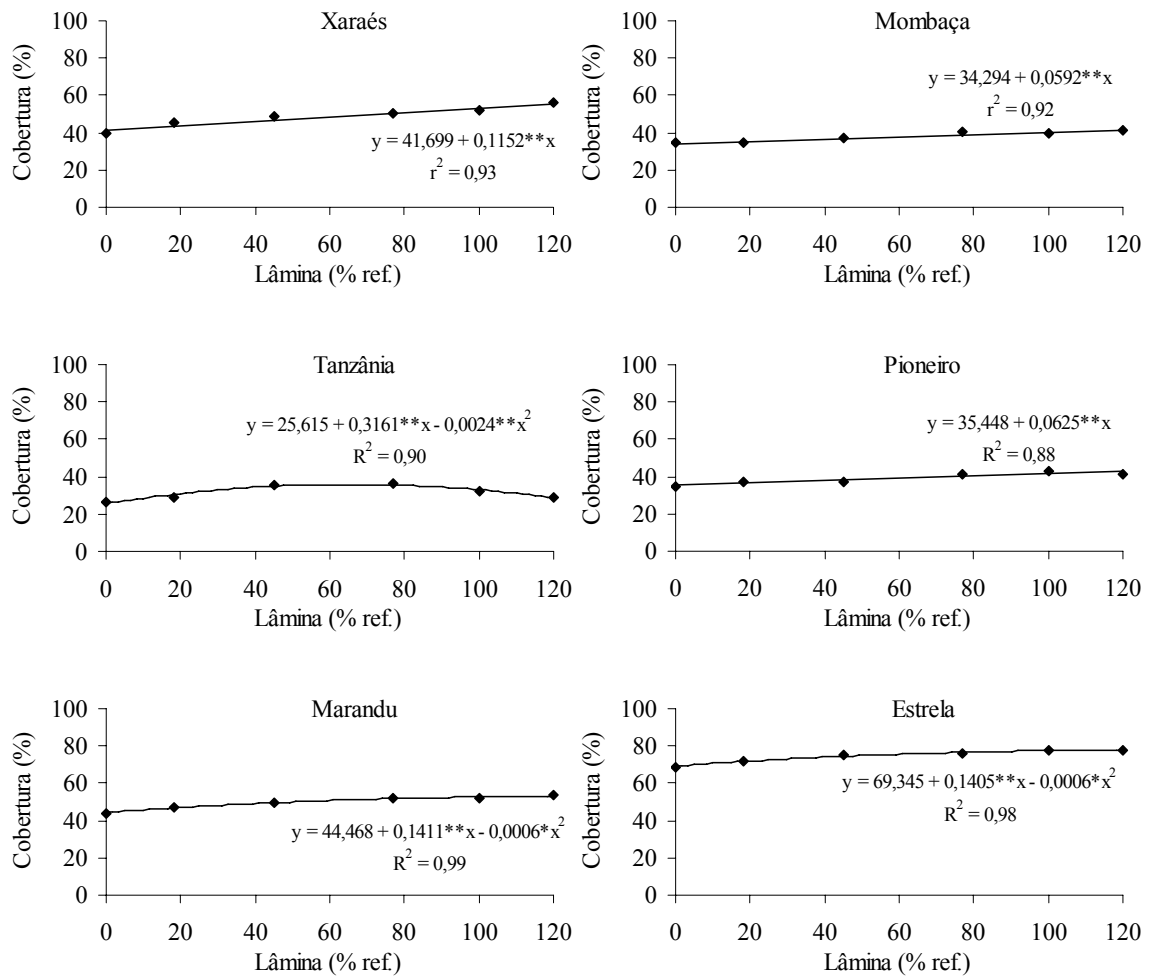 Xaraés
Cobertura (%)
100
80
60
40
20
0
y = 41,699 + 0,1152**x
r² = 0,93
0 20 40 60 80 100 120
Lâmina (% ref.)
Mombaça
Cobertura (%)
100
80
60
40
20
0
y = 34,294 + 0,0592**x
r² = 0,92
0 20 40 60 80 100 120
Lâmina (% ref.)
Tanzânia
Cobertura (%)
100
80
60
40
20
0
y = 25,615 + 0,3161**x - 0,0024**x²
R² = 0,90
0 20 40 60 80 100 120
Lâmina (% ref.)
Pioneiro
Cobertura (%)
100
80
60
40
20
0
y = 35,448 + 0,0625**x
R² = 0,88
0 20 40 60 80 100 120
Lâmina (% ref.)
Marandu
Cobertura (%)
100
80
60
40
20
0
y = 44,468 + 0,1411**x - 0,0006*x²
R² = 0,99
0 20 40 60 80 100 120
Lâmina (% ref.)
Estrela
Cobertura (%)
100
80
60
40
20
0
y = 69,345 + 0,1405**x - 0,0006*x²
R² = 0,98
0 20 40 60 80 100 120
Lâmina (% ref.)